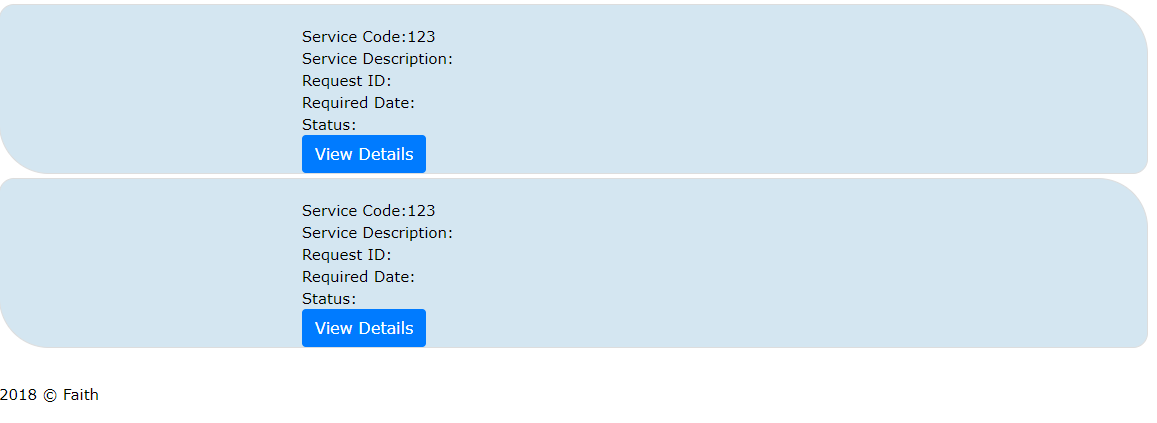 Service Code:123
Service Description:
Request ID:
Required Date:
Status:
View Details
Service Code:123
Service Description:
Request ID:
Required Date:
Status:
View Details
2018 © Faith